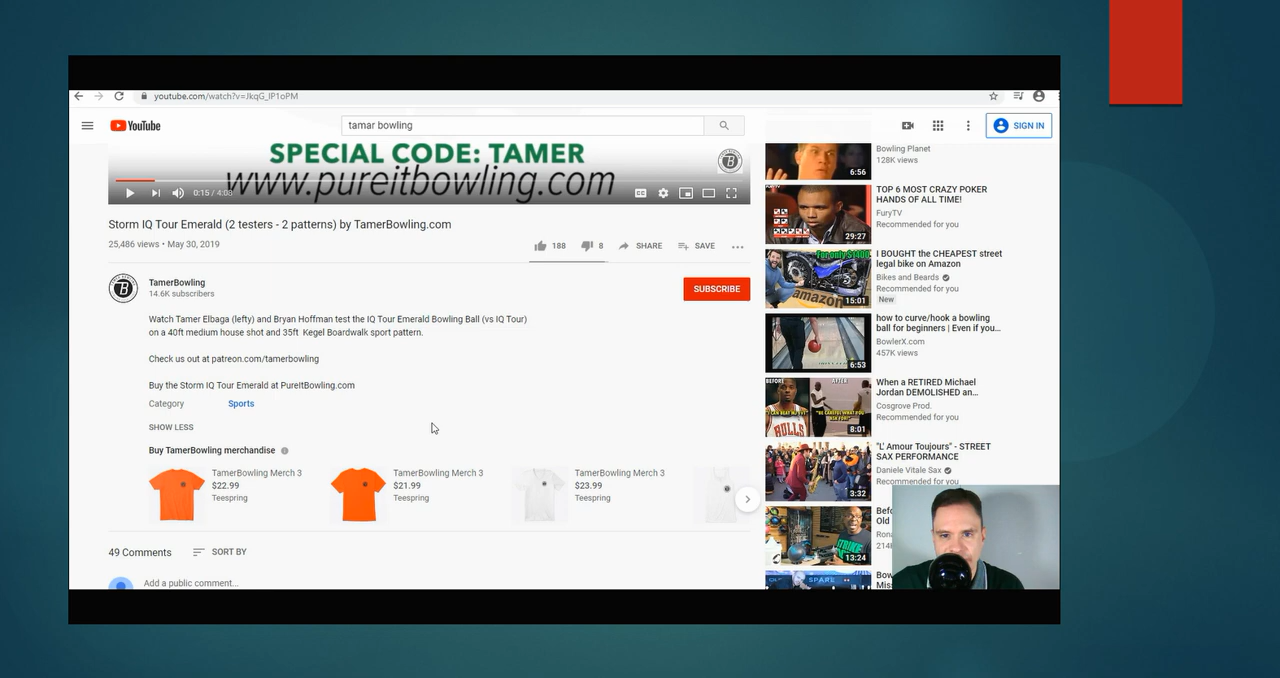 youtube.com/watch?v=JkqG_lP1oPM
YouTube
tamar bowling
SIGN IN
SPECIAL CODE: TAMER
www.pureitbowling.com
0:15 / 4:08
Storm IQ Tour Emerald (2 testers - 2 patterns) by TamerBowling.com
25,486 views • May 30, 2019
188
8
SHARE
SAVE
TamerBowling
14.6K subscribers
SUBSCRIBE
Watch Tamer Elbaga (lefty) and Bryan Hoffman test the IQ Tour Emerald Bowling Ball (vs IQ Tour)
on a 40ft medium house shot and 35ft Kegel Boardwalk sport pattern.
Check us out at patreon.com/tamerbowling
Buy the Storm IQ Tour Emerald at PureItBowling.com
Category
Sports
SHOW LESS
Buy TamerBowling merchandise
TamerBowling Merch 3
$22.99
Teespring
TamerBowling Merch 3
$21.99
Teespring
TamerBowling Merch 3
$23.99
Teespring
49 Comments
SORT BY
Add a public comment...
Bowling Planet
128K views
6:56
TOP 6 MOST CRAZY POKER
HANDS OF ALL TIME!
FuryTV
Recommended for you
29:27
I BOUGHT the CHEAPEST street
legal bike on Amazon
Bikes and Beards
Recommended for you
New
For only $1400
amazon
15:01
how to curve/hook a bowling
ball for beginners | Even if you...
BowlerX.com
457K views
6:53
When a RETIRED Michael
Jordan DEMOLISHED an...
Cosgrove Prod.
Recommended for you
BEFORE
AFTER
BULLS
8:01
"L' Amour Toujours" - STREET
SAX PERFORMANCE
Daniele Vitale Sax
Recommended for you
3:32
Old
13:24
SPARE